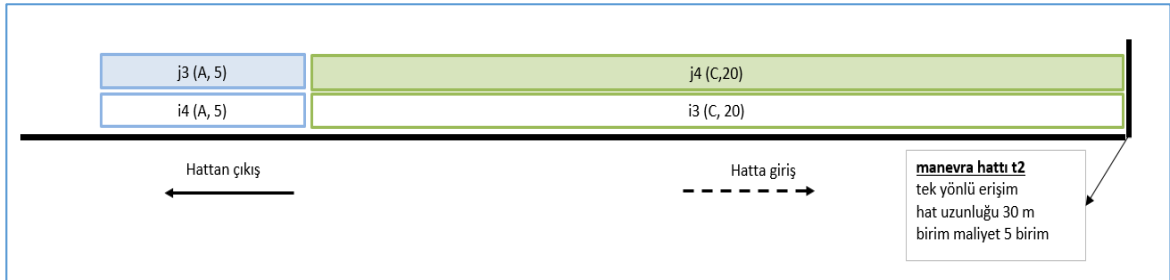 j3 (A, 5)
j4 (C,20)
i4 (A, 5)
i3 (C, 20)
Hattan çıkış
Hatta giriş
manevra hattı t2
tek yönlü erişim
hat uzunluğu 30 m
birim maliyet 5 birim